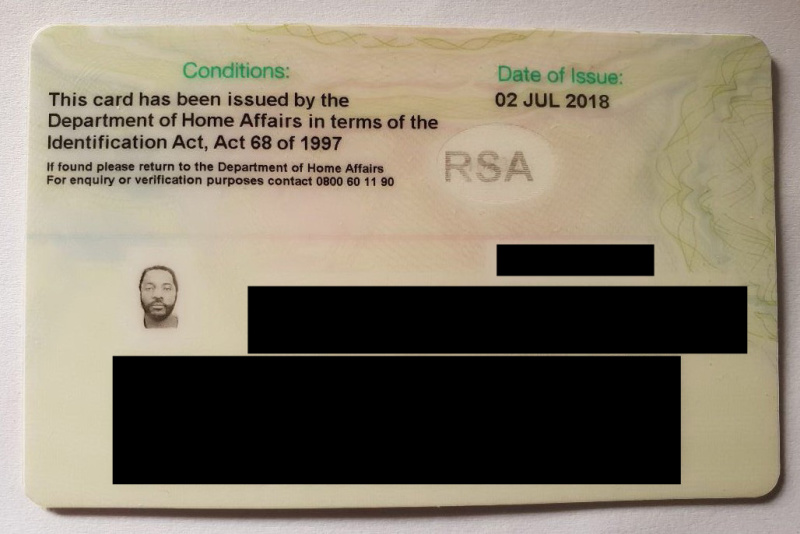 Conditions:
This card has been issued by the
Department of Home Affairs in terms of the
Identification Act, Act 68 of 1997
If found please return to the Department of Home Affairs
For enquiry or verification purposes contact 0800 60 11 90
Date of Issue:
02 JUL 2018
RSA